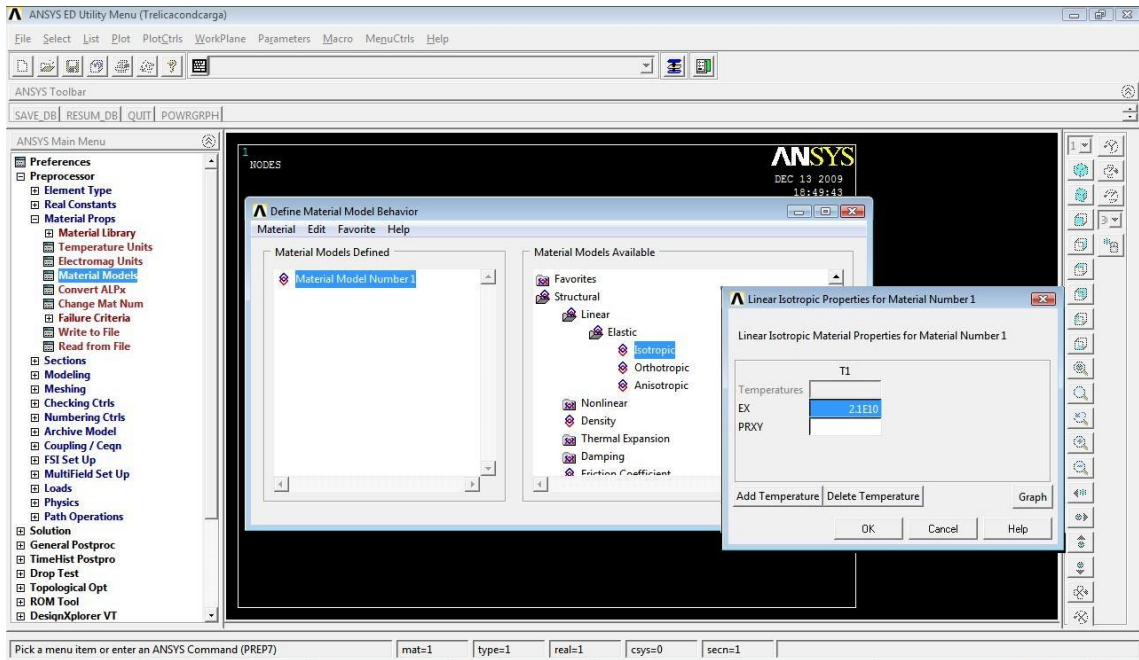 ANSYS ED Utility Menu (Trelicacondcarga)
File Select List Plot PlotCtrls WorkPlane Parameters Macro MenuCtrls Help
ANSYS Toolbar
SAVE_DB RESUM_DB QUIT POWRGRPH
ANSYS Main Menu
Preferences
Preprocessor
Element Type
Real Constants
Material Props
Material Library
Temperature Units
Electromag Units
Material Models
Convert ALPx
Change Mat Num
Failure Criteria
Write to File
Read from File
Sections
Modeling
Meshing
Checking Ctrls
Numbering Ctrls
Archive Model
Coupling / Ceqn
FSI Set Up
MultiField Set Up
Loads
Physics
Path Operations
Solution
General Postproc
TimeHist Postpro
Drop Test
Topological Opt
ROM Tool
DesignXplorer VT
1
NODES
ANSYS
DEC 13 2009
18:49:43
Define Material Model Behavior
Material Edit Favorite Help
Material Models Defined
Material Model Number 1
Material Models Available
Favorites
Structural
Linear
Elastic
Isotropic
Orthotropic
Anisotropic
Nonlinear
Density
Thermal Expansion
Damping
Friction Coefficient
Linear Isotropic Properties for Material Number 1
Linear Isotropic Material Properties for Material Number 1
T1
Temperatures
EX 2.1E10
PRXY
Add Temperature Delete Temperature Graph
OK Cancel Help
1
3
Pick a menu item or enter an ANSYS Command (PREP7) mat=1 type=1 real=1 csys=0 secn=1